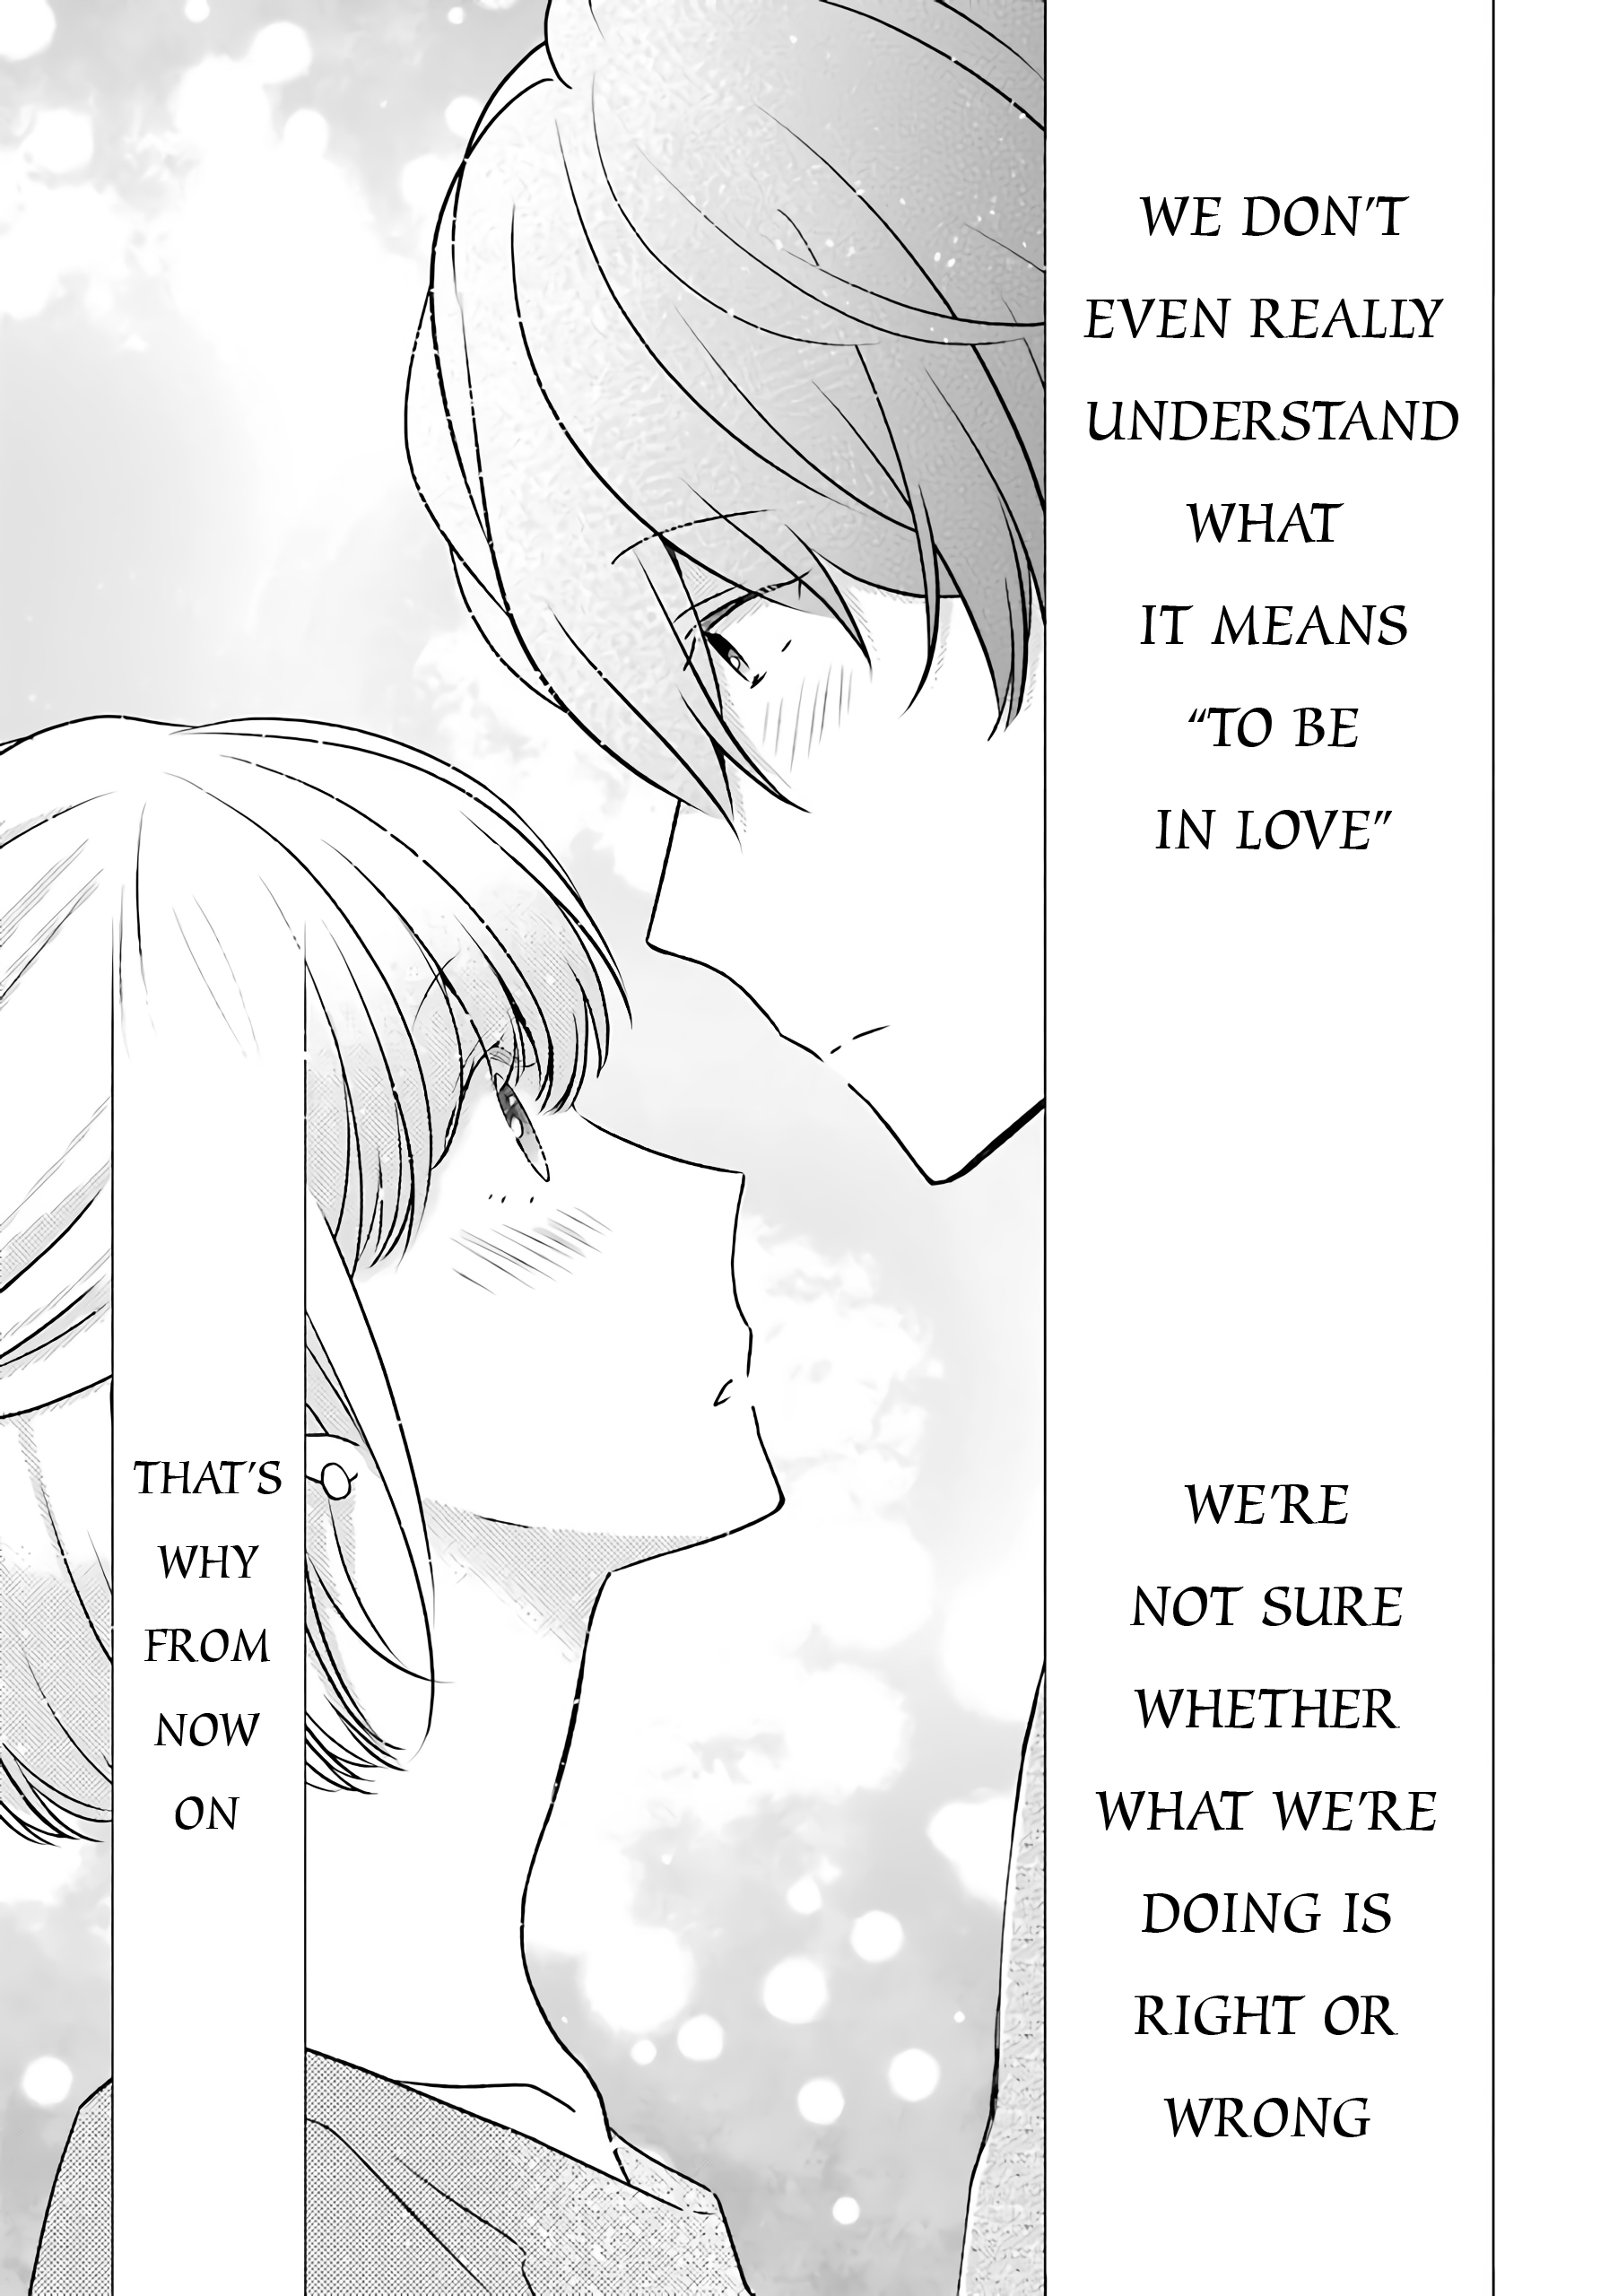 WE DON'T
EVEN REALLY
UNDERSTAND
WHAT
IT MEANS
“TO BE
IN LOVE”
WE'RE
NOT SURE
WHETHER
WHAT WE'RE
DOING IS
RIGHT OR
WRONG
THAT'S
WHY
FROM
NOW
ON